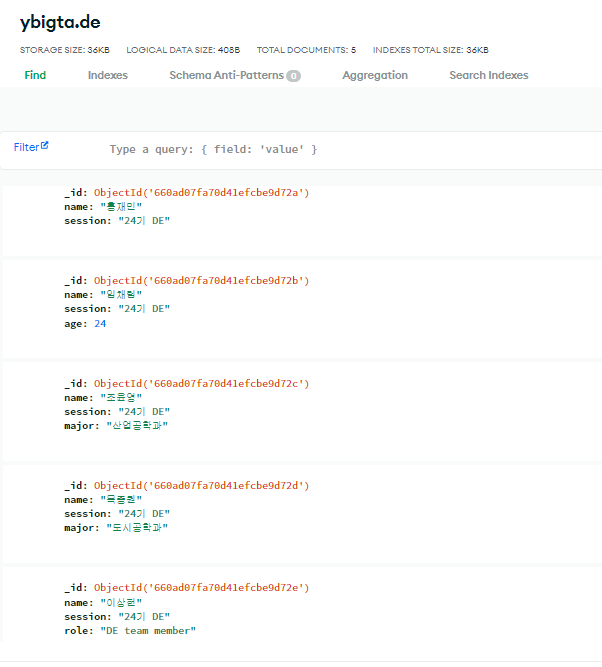 ybigta.de
STORAGE SIZE: 36KB LOGICAL DATA SIZE: 408B TOTAL DOCUMENTS: 5 INDEXES TOTAL SIZE: 36KB
Find Indexes Schema Anti-Patterns 0 Aggregation Search Indexes
Filter Type a query: { field: 'value' }
_id: ObjectId('660ad07fa70d41efcbe9d72a')
name: "홍재민"
session: "24기 DE"
_id: ObjectId('660ad07fa70d41efcbe9d72b')
name: "임채림"
session: "24기 DE"
age: 24
_id: ObjectId('660ad07fa70d41efcbe9d72c')
name: "조윤영"
session: "24기 DE"
major: "산업공학과"
_id: ObjectId('660ad07fa70d41efcbe9d72d')
name:
session: "24기 DE"
major: "도시공학과"
_id: ObjectId('660ad07fa70d41efcbe9d72e')
name: "이상현"
session: "24기 DE"
role: "DE team member"